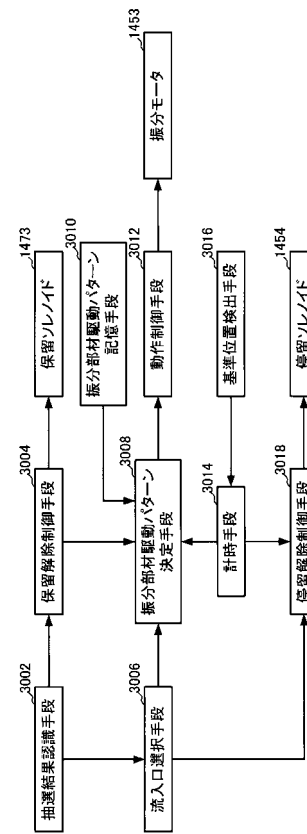 3002
抽選結果認識手段
3004
保留解除制御手段
1473
保留ソレノイド
3010
振分部材駆動パターン
記憶手段
3006
流入口選択手段
3008
振分部材駆動パターン
決定手段
3012
動作制御手段
1453
振分モータ
3014
計時手段
3016
基準位置検出手段
3018
停留解除制御手段
1454
停留ソレノイド